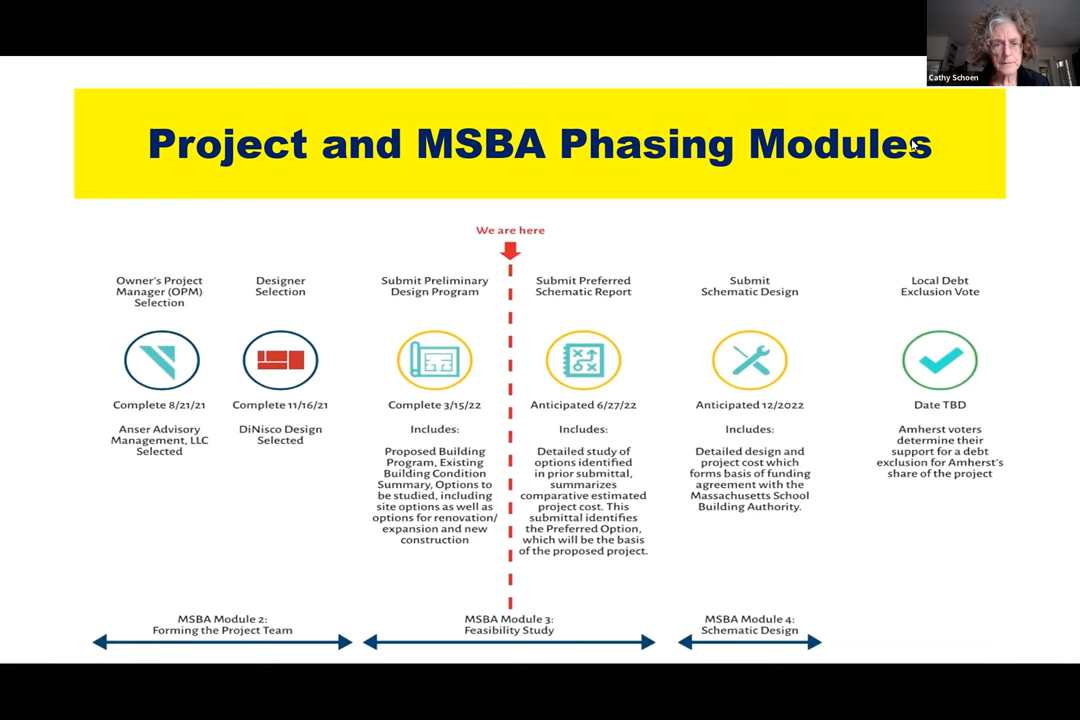 Cathy Schoen
Project and MSBA Phasing Modules
We are here
Owner's Project
Manager (OPM)
Selection
Complete 8/21/21
Anser Advisory
Management, LLC
Selected
Designer
Selection
Complete 11/16/21
DiNisco Design
Selected
Submit Preliminary
Design Program
Complete 3/15/22
Includes:
Proposed Building
Program, Existing
Building Condition
Summary, Options to
be studied, including
site options as well as
options for renovation/
expansion and new
construction
Submit Preferred
Schematic Report
Anticipated 6/27/22
Includes:
Detailed study of
options identified
in prior submittal,
summarizes
comparative estimated
project cost. This
submittal identifies
the Preferred Option,
which will be the basis
of the proposed project.
Submit
Schematic Design
Anticipated 12/2022
Includes:
Detailed design and
project cost which
forms basis of funding
agreement with the
Massachusetts School
Building Authority.
Local Debt
Exclusion Vote
Date TBD
Amherst voters
determine their
support for a debt
exclusion for Amherst's
share of the project
MSBA Module 2:
Forming the Project Team
MSBA Module 3:
Feasibility Study
MSBA Module 4:
Schematic Design